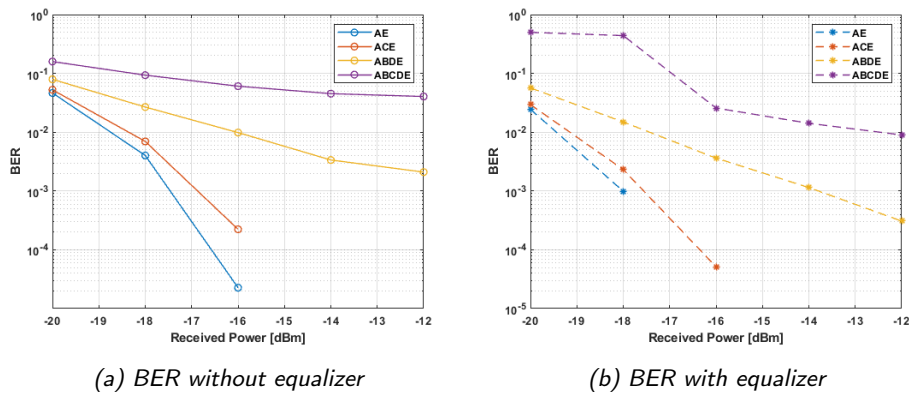 10^0
10^-1
10^-2
10^-3
10^-4
BER
-20 -19 -18 -17 -16 -15 -14 -13 -12
Received Power [dBm]
AE
ACE
ABDE
ABCDE
(a) BER without equalizer
10^0
10^-1
10^-2
10^-3
10^-4
10^-5
BER
-20 -19 -18 -17 -16 -15 -14 -13 -12
Received Power [dBm]
AE
ACE
ABDE
ABCDE
(b) BER with equalizer